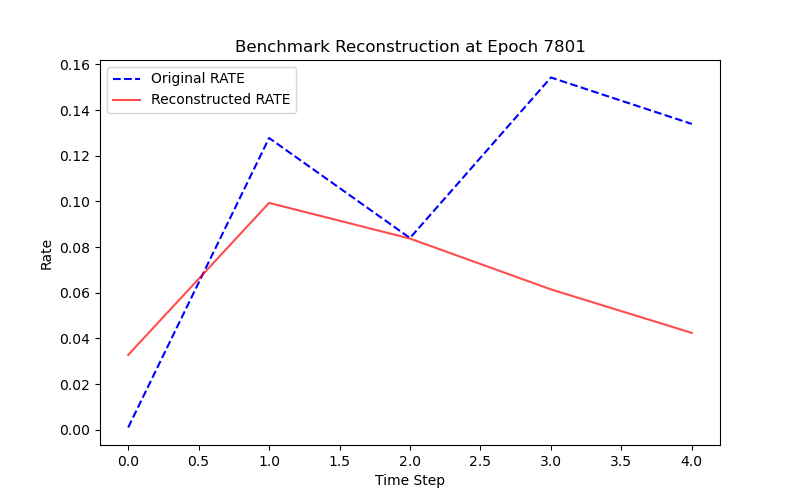 Benchmark Reconstruction at Epoch 7801
Original RATE
Reconstructed RATE
Rate
0.16
0.14
0.12
0.10
0.08
0.06
0.04
0.02
0.00
0.0 0.5 1.0 1.5 2.0 2.5 3.0 3.5 4.0
Time Step